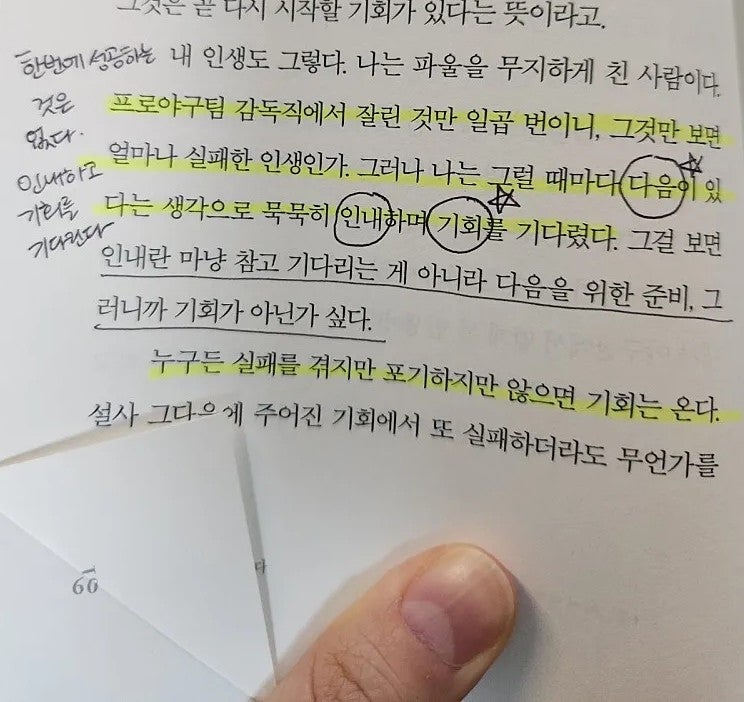 그것은 곧 다시 시작할 기회가 있다는 뜻이라고.
내 인생도 그렇다. 나는 파울을 무지하게 친 사람이다.
프로야구팀 감독직에서 잘린 것만 일곱 번이니, 그것만 보면
얼마나 실패한 인생인가. 그러나 나는 그럴 때마다 다음이 있
다는 생각으로 묵묵히 인내하며 기회를 기다렸다. 그걸 보면
인내란 마냥 참고 기다리는 게 아니라 다음을 위한 준비, 그
러니까 기회가 아닌가 싶다.
누구든 실패를 겪지만 포기하지만 않으면 기회는 온다.
설사 그다음에 주어진 기회에서 또 실패하더라도 무언가를
한번에 성공하는
것은
없다.
인내하고
기회를
기다린다
60
다